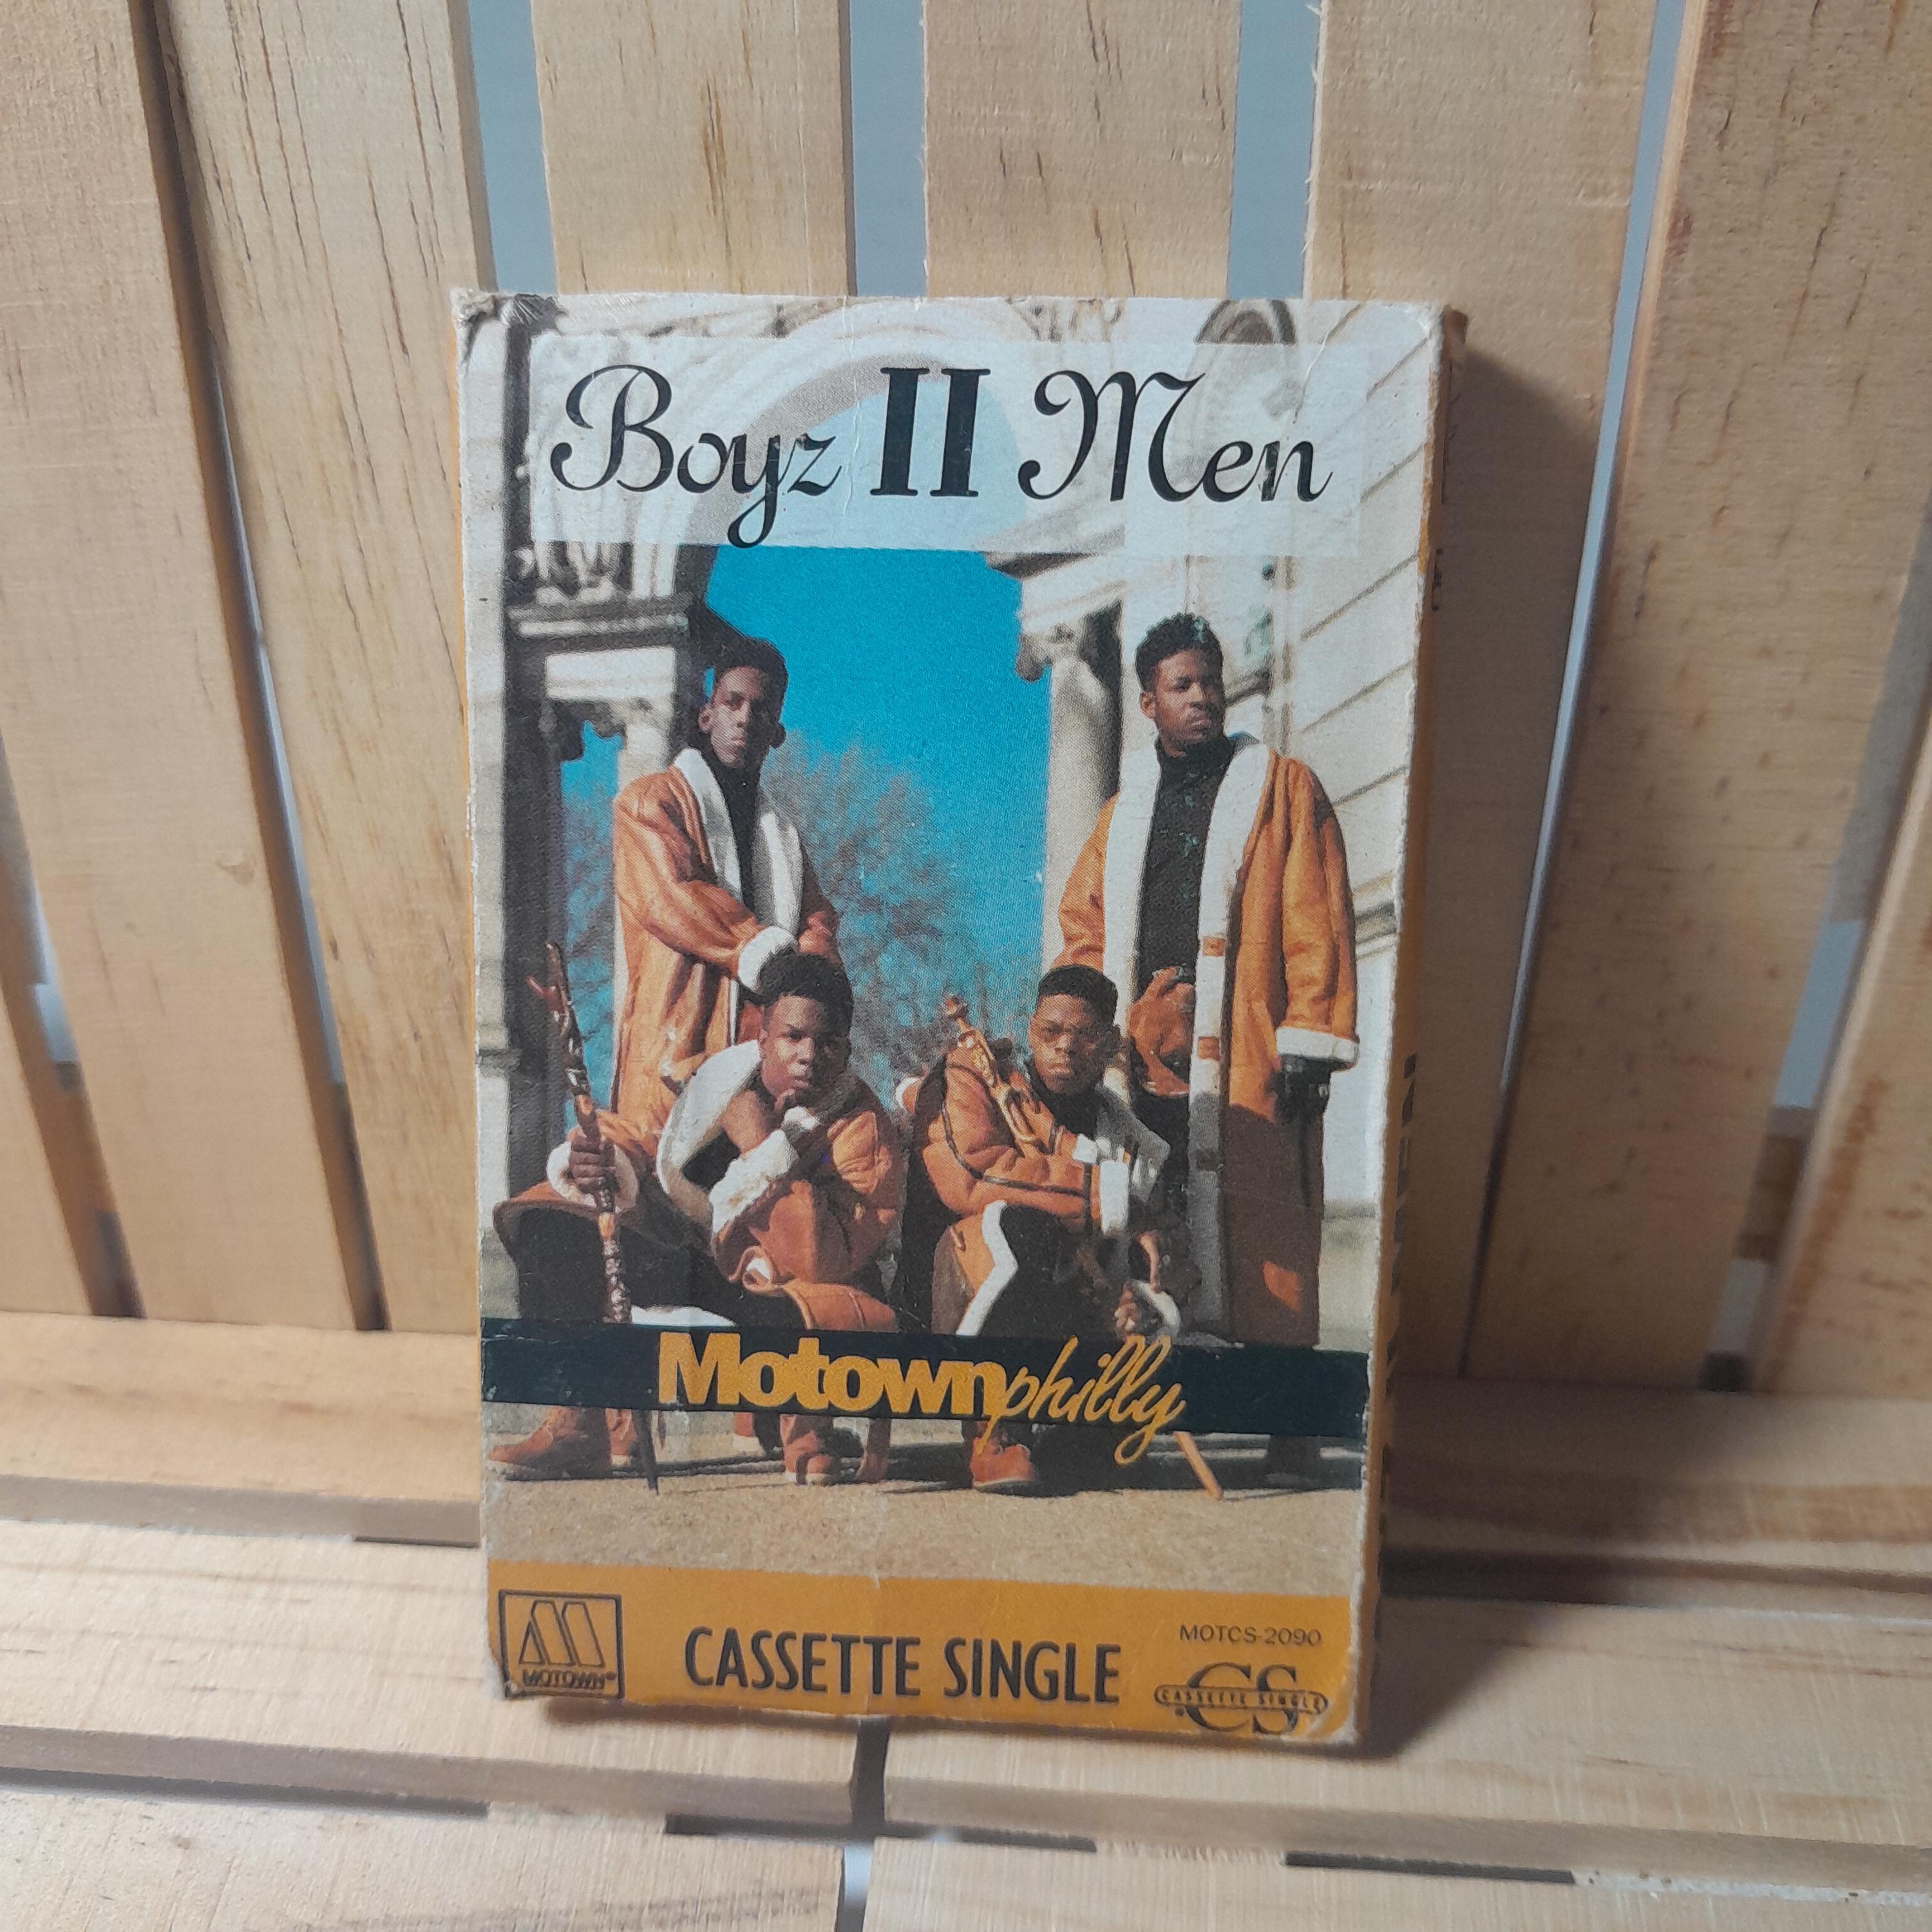 Boyz II Men
Motownphilly
MOTOWN®
CASSETTE SINGLE
MOTCS-2090
CS
CASSETTE SINGLE